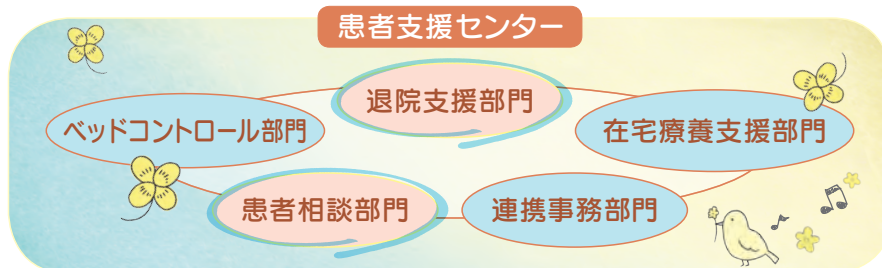 患者支援センター
退院支援部門
ベッドコントロール部門
在宅療養支援部門
患者相談部門
連携事務部門